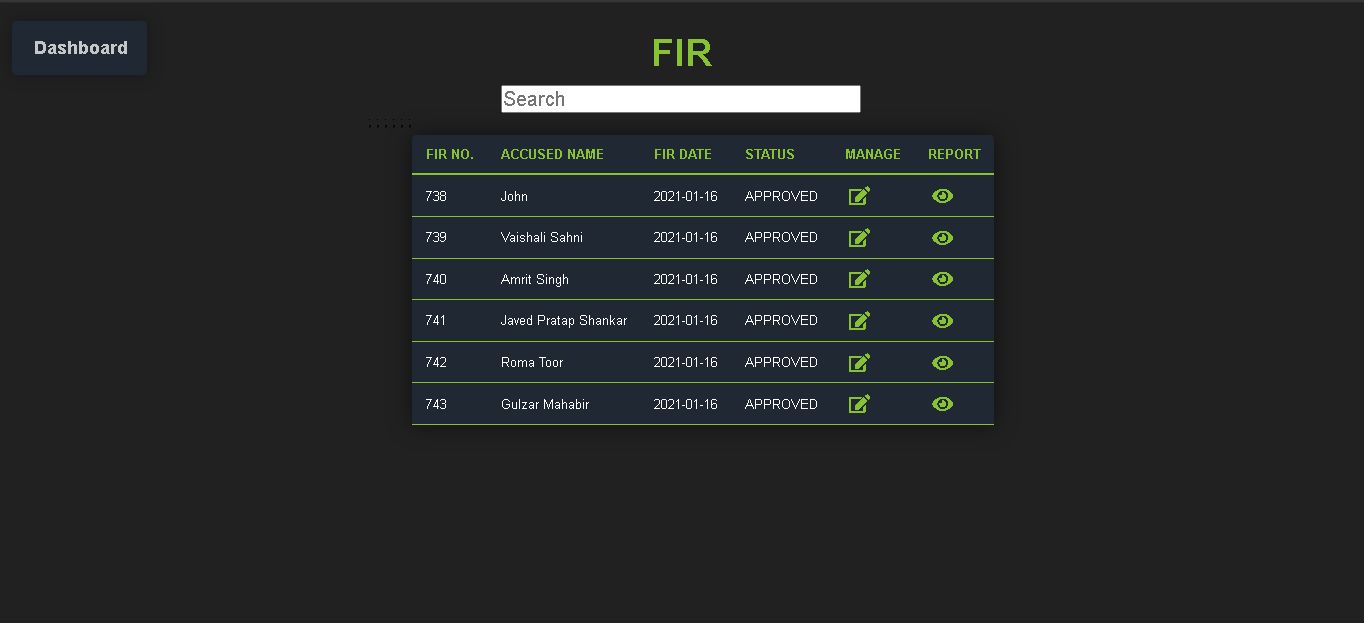 Dashboard
FIR
Search
FIR NO. ACCUSED NAME FIR DATE STATUS MANAGE REPORT
738 John 2021-01-16 APPROVED
739 Vaishali Sahni 2021-01-16 APPROVED
740 Amrit Singh 2021-01-16 APPROVED
741 Javed Pratap Shankar 2021-01-16 APPROVED
742 Roma Toor 2021-01-16 APPROVED
743 Gulzar Mahabir 2021-01-16 APPROVED